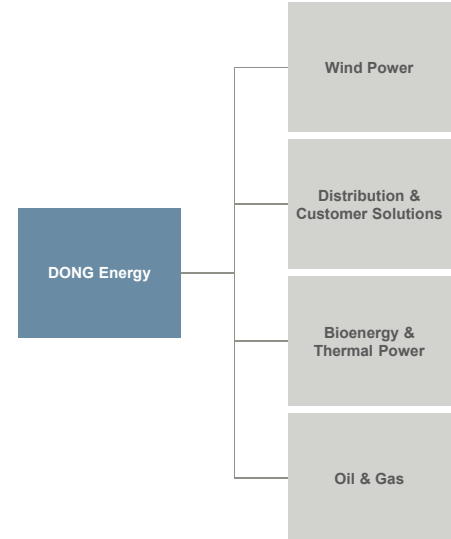 Wind Power
Distribution &
Customer Solutions
DONG Energy
Bioenergy &
Thermal Power
Oil & Gas